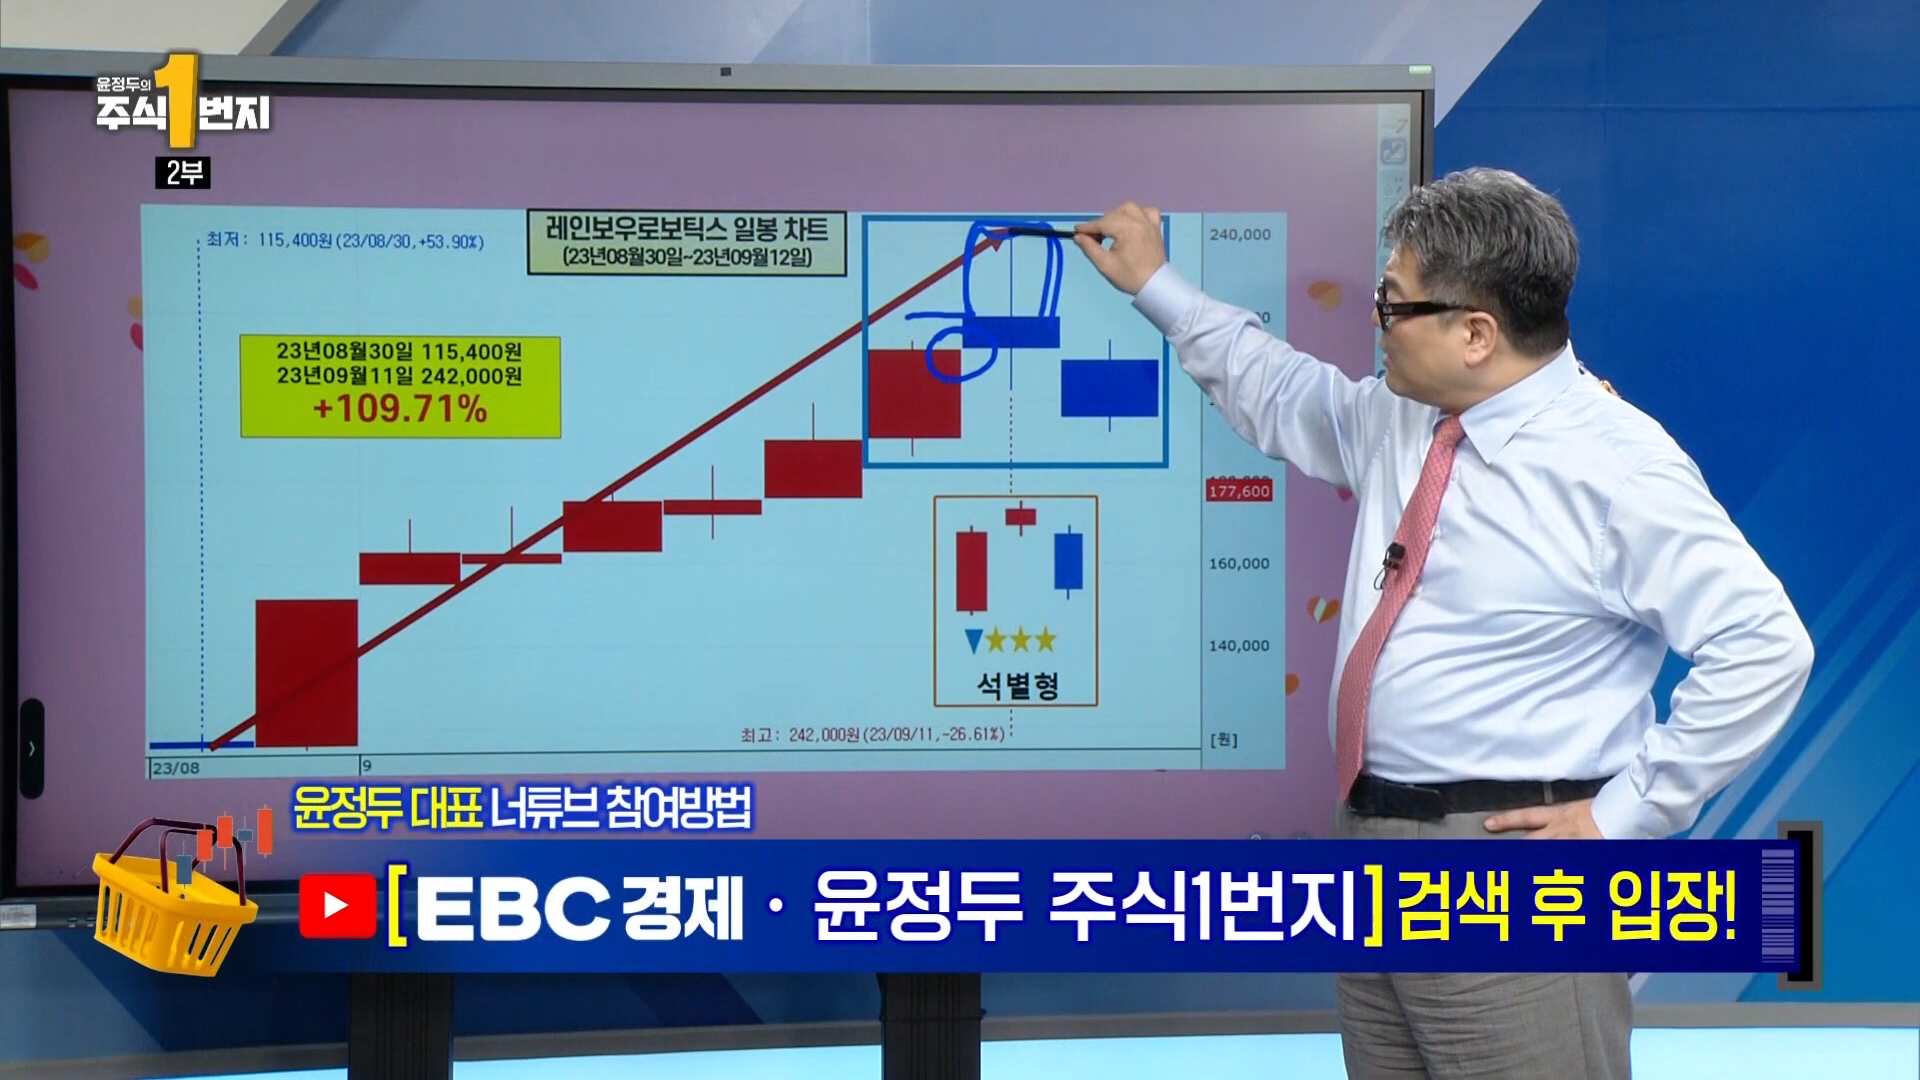 윤정두의
주식1번지
2부
레인보우로보틱스 일봉 차트
(23년08월30일~23년09월12일)
최저: 115,400원(23/08/30,+53.90%)
240,000
23년08월30일 115,400원
23년09월11일 242,000원
+109.71%
177,600
160,000
140,000
석별형
최고: 242,000원(23/09/11,-26.61%)
[원]
23/08
9
윤정두 대표 너튜브 참여방법
[EBC 경제 · 윤정두 주식1번지] 검색 후 입장!